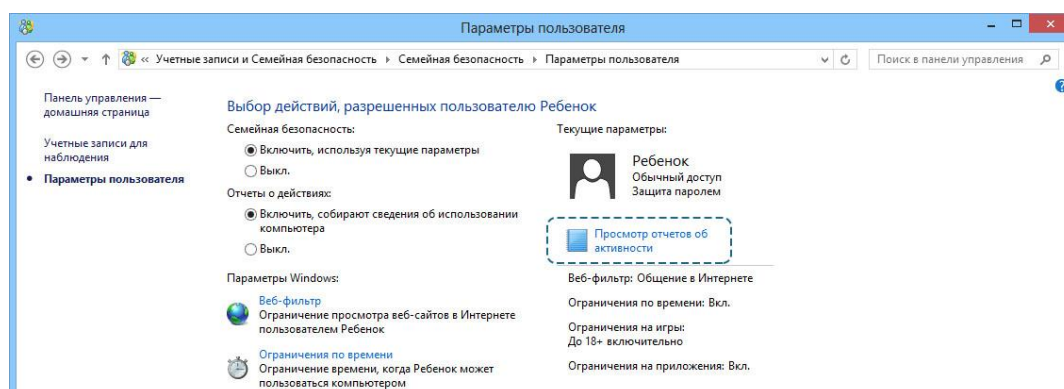 Параметры пользователя
« Учетные записи и Семейная безопасность ▸ Семейная безопасность ▸ Параметры пользователя
Поиск в панели управления
Панель управления —
домашняя страница
Учетные записи для
наблюдения
Параметры пользователя
Выбор действий, разрешенных пользователю Ребенок
Семейная безопасность:
Включить, используя текущие параметры
Выкл.
Отчеты о действиях:
Включить, собирают сведения об использовании
компьютера
Выкл.
Параметры Windows:
Веб-фильтр
Ограничение просмотра веб-сайтов в Интернете
пользователем Ребенок
Ограничения по времени
Ограничение времени, когда Ребенок может
пользоваться компьютером
Текущие параметры:
Ребенок
Обычный доступ
Защита паролем
Просмотр отчетов об
активности
Веб-фильтр: Общение в Интернете
Ограничения по времени: Вкл.
Ограничения на игры:
До 18+ включительно
Ограничения на приложения: Вкл.